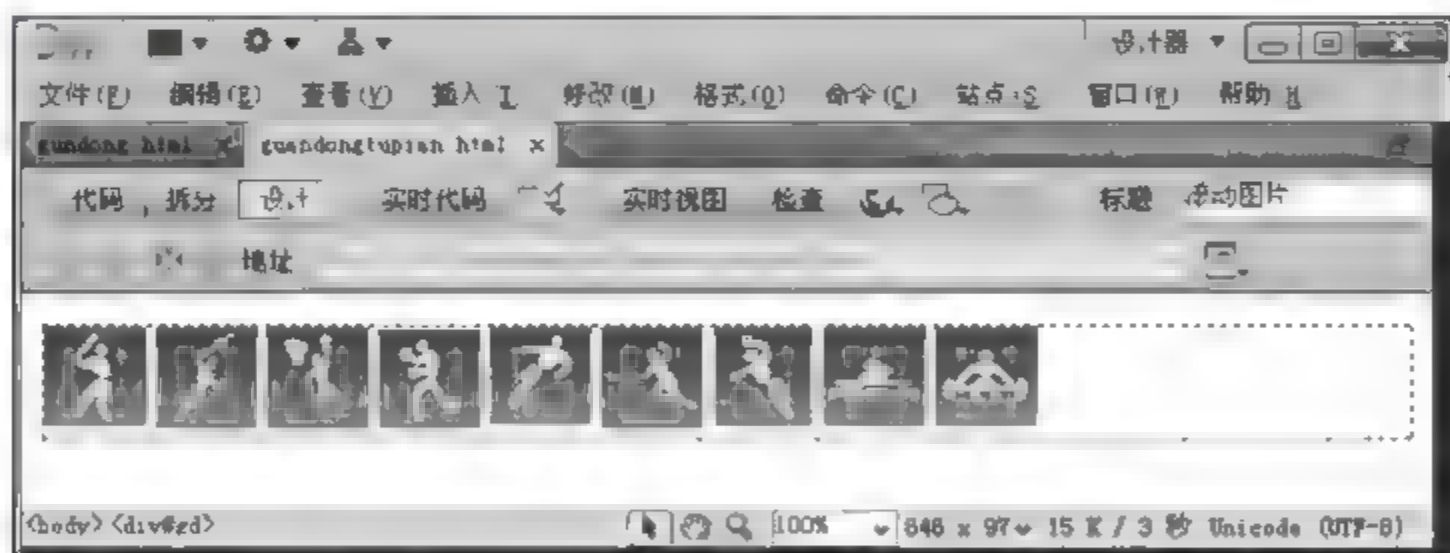 Dw 设计器
文件(F) 编辑(E) 查看(V) 插入 I 修改(M) 格式(O) 命令(C) 站点 S 窗口(W) 帮助 H
gundong html x guandongtupian html x
代码 拆分 设计 实时代码 实时视图 检查 标题 滚动图片
地址
<body> <div#gd> 100% 846 x 97 15 K / 3 秒 Unicode (UTF-8)